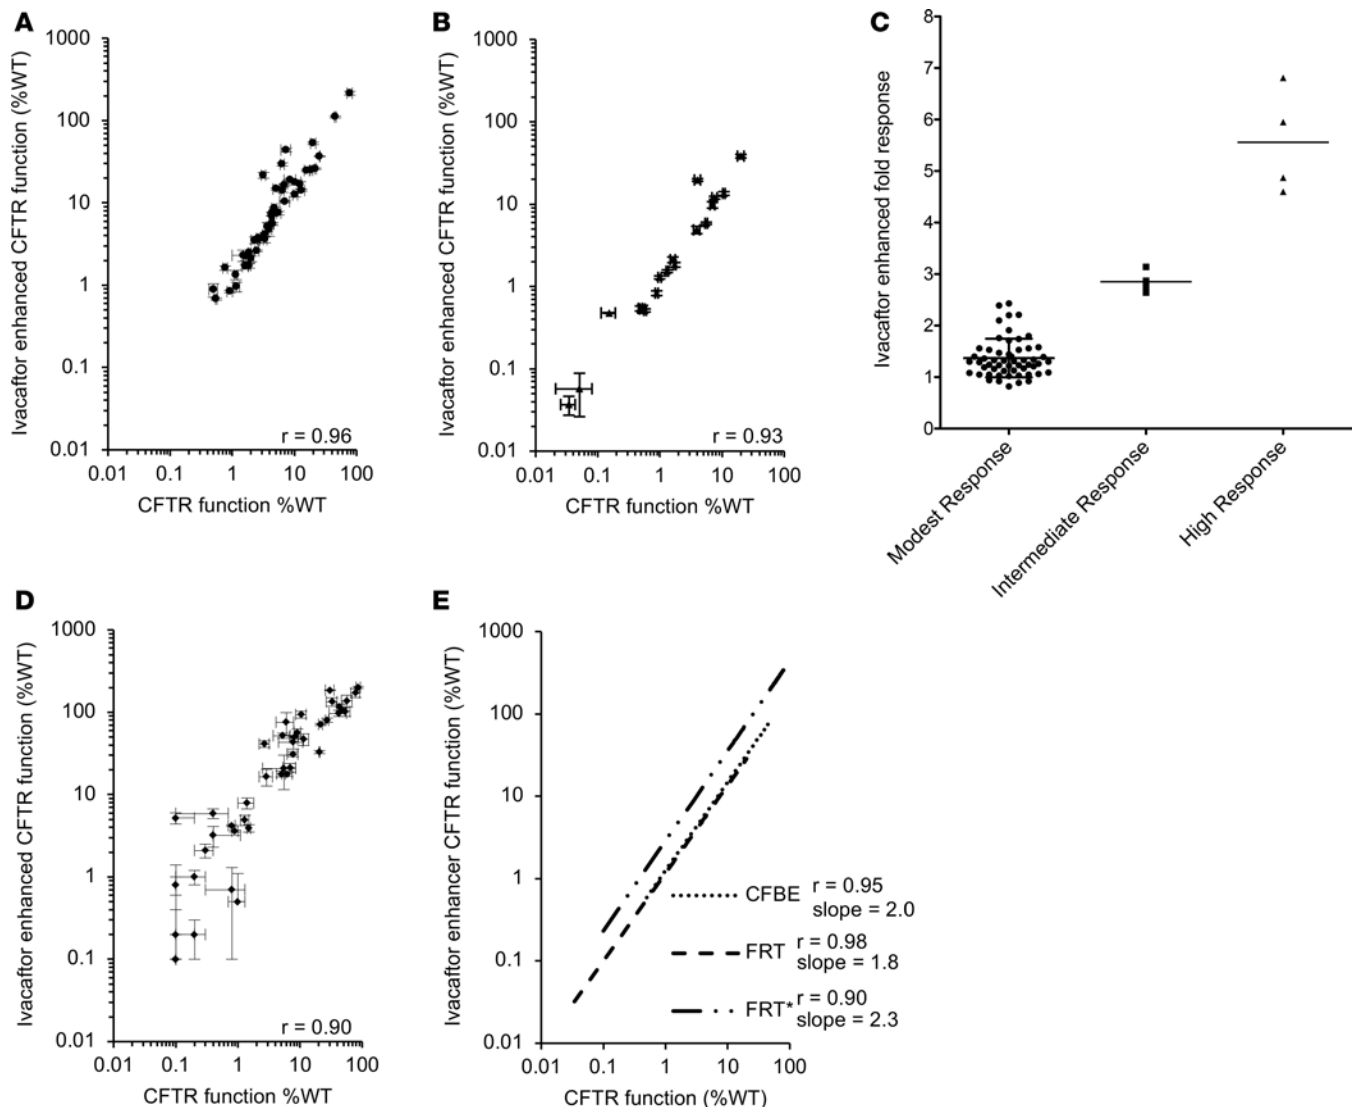 A
Ivacaftor enhanced CFTR function (%WT)
1000
100
10
1
0.1
0.01
r = 0.96
0.01 0.1 1 10 100
CFTR function %WT
B
Ivacaftor enhanced CFTR function (%WT)
1000
100
10
1
0.1
0.01
r = 0.93
0.01 0.1 1 10 100
CFTR function %WT
C
Ivacaftor enhanced fold response
8
7
6
5
4
3
2
1
0
Modest Response
Intermediate Response
High Response
D
Ivacaftor enhanced CFTR function (%WT)
1000
100
10
1
0.1
0.01
r = 0.90
0.01 0.1 1 10 100
CFTR function %WT
E
Ivacaftor enhancer CFTR function (%WT)
1000
100
10
1
0.1
0.01
CFBE r = 0.95
slope = 2.0
FRT r = 0.98
slope = 1.8
FRT* r = 0.90
slope = 2.3
0.01 0.1 1 10 100
CFTR function (%WT)